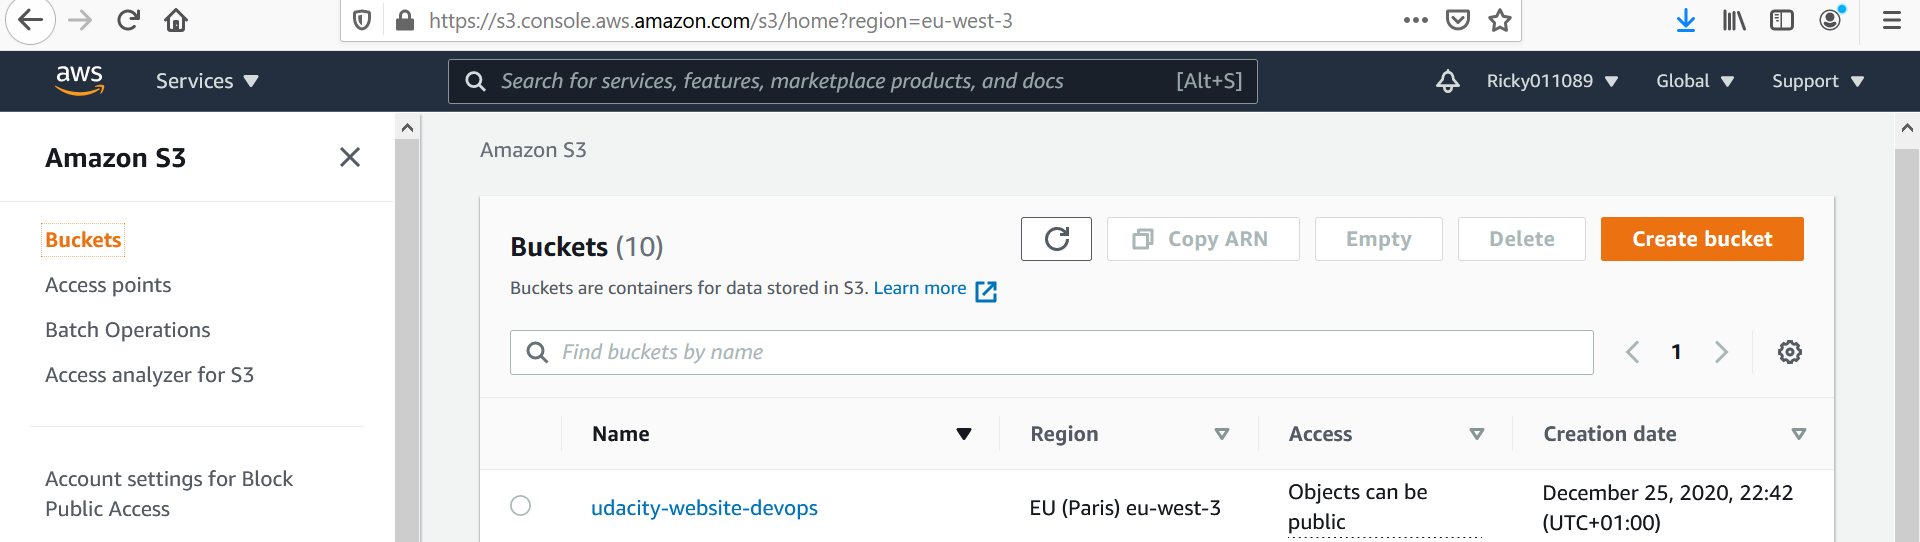 https://s3.console.aws.amazon.com/s3/home?region=eu-west-3
aws
Services
Search for services, features, marketplace products, and docs
[Alt+S]
Ricky011089
Global
Support
Amazon S3
Buckets
Access points
Batch Operations
Access analyzer for S3
Account settings for Block
Public Access
Amazon S3
Buckets (10)
Copy ARN
Empty
Delete
Create bucket
Buckets are containers for data stored in S3. Learn more
Find buckets by name
1
Name
Region
Access
Creation date
udacity-website-devops
EU (Paris) eu-west-3
Objects can be
public
December 25, 2020, 22:42
(UTC+01:00)